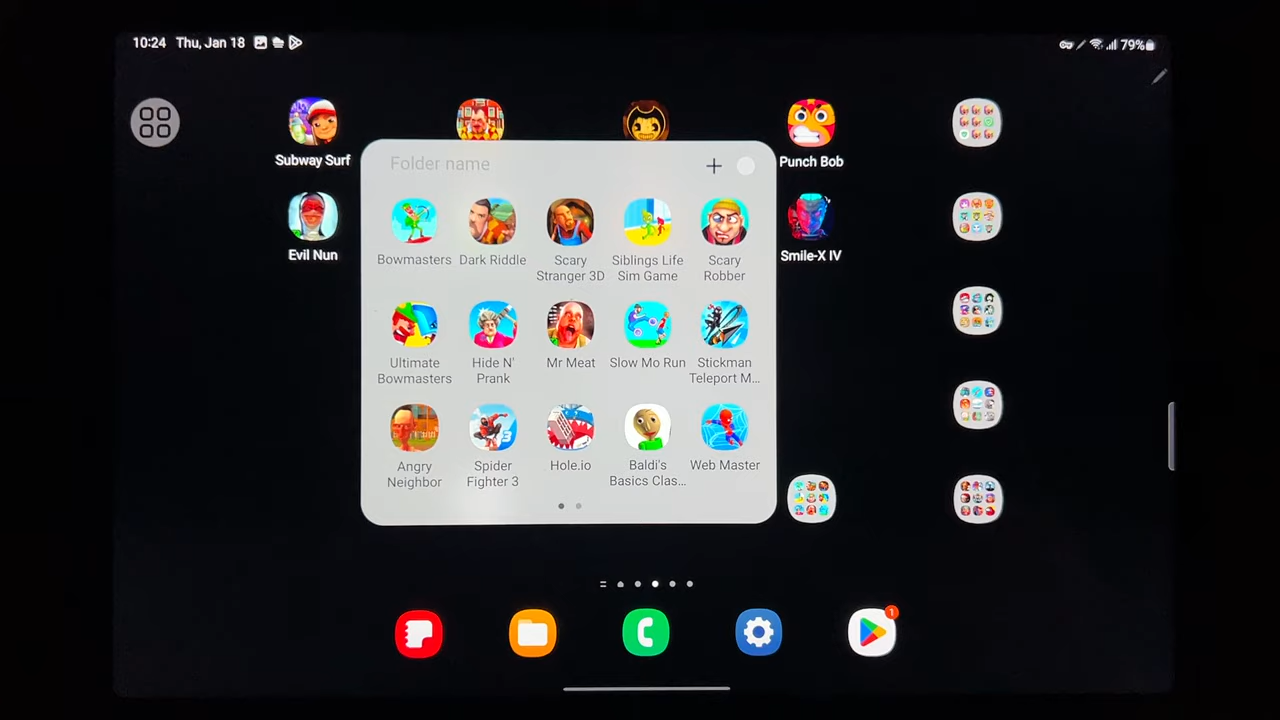 10:24 Thu, Jan 18
79%
Subway Surf
Punch Bob
Evil Nun
Smile-X IV
Folder name
Bowmasters
Dark Riddle
Scary
Stranger 3D
Siblings Life
Sim Game
Scary
Robber
Ultimate
Bowmasters
Hide N'
Prank
Mr Meat
Slow Mo Run
Stickman
Teleport M...
Angry
Neighbor
Spider
Fighter 3
Hole.io
Baldi's
Basics Clas...
Web Master
1